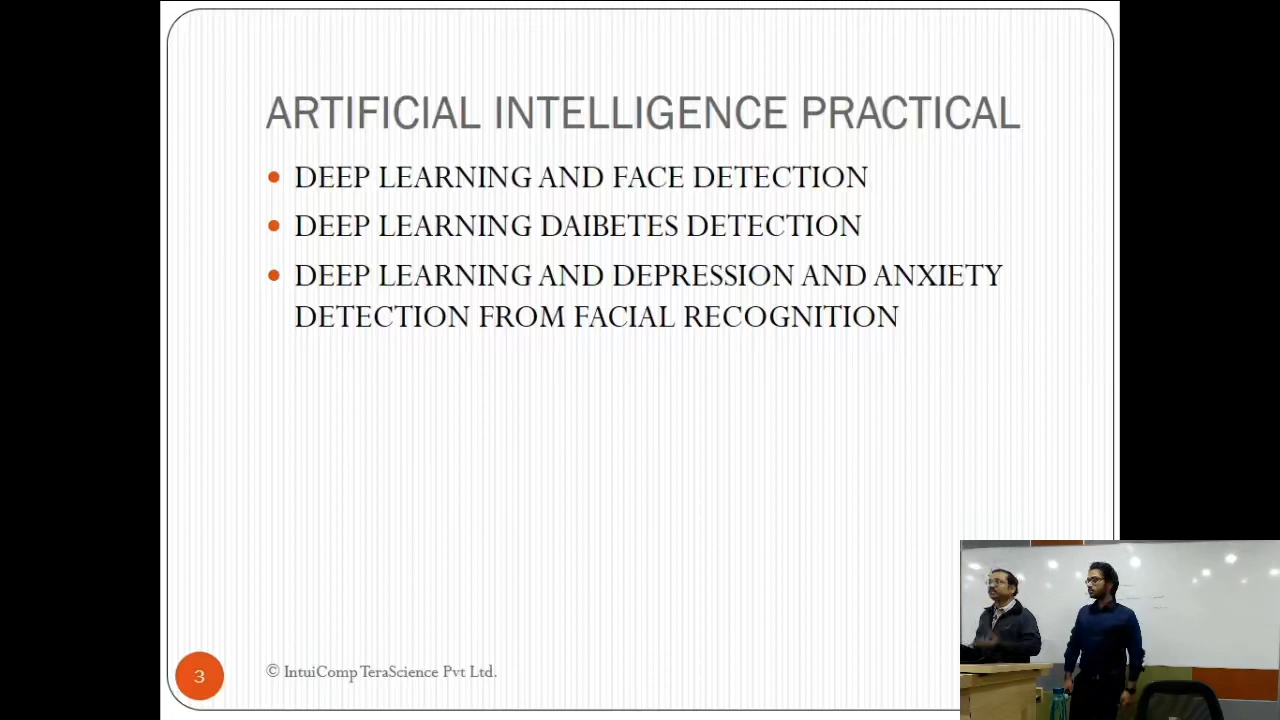 ARTIFICIAL INTELLIGENCE PRACTICAL
DEEP LEARNING AND FACE DETECTION
DEEP LEARNING DAIBETES DETECTION
DEEP LEARNING AND DEPRESSION AND ANXIETY
DETECTION FROM FACIAL RECOGNITION
3
© IntuiComp TeraScience Pvt Ltd.